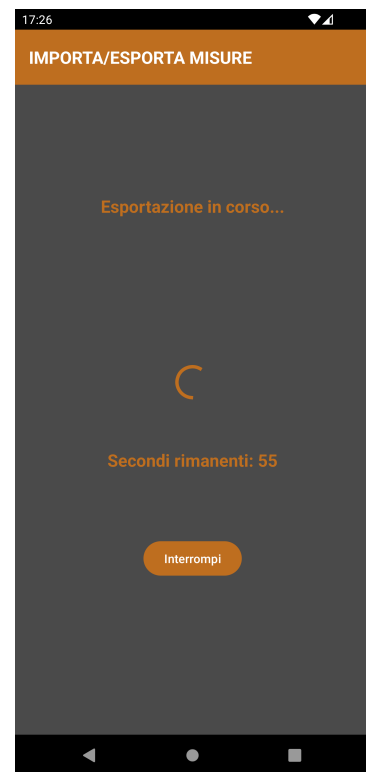 17:26
IMPORTA/ESPORTA MISURE
Esportazione in corso...
Secondi rimanenti: 55
Interrompi